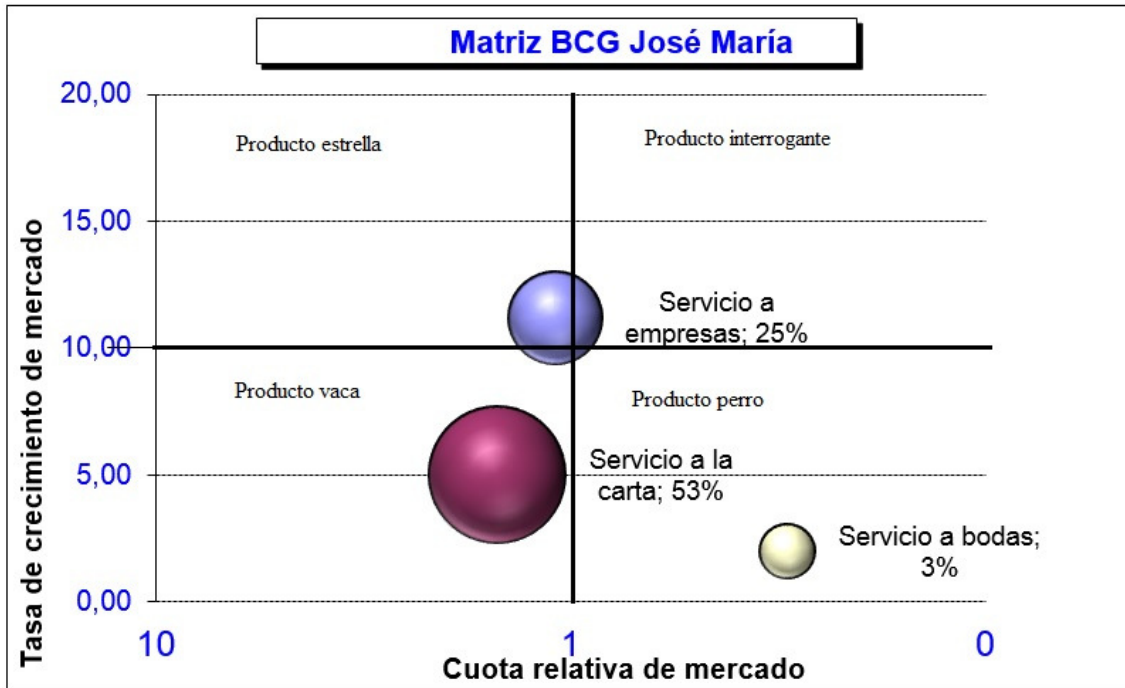 Matriz BCG José María
Tasa de crecimiento de mercado
20,00
15,00
10,00
5,00
0,00
Producto estrella
Producto interrogante
Servicio a
empresas; 25%
Producto vaca
Producto perro
Servicio a la
carta; 53%
Servicio a bodas;
3%
10
1
0
Cuota relativa de mercado